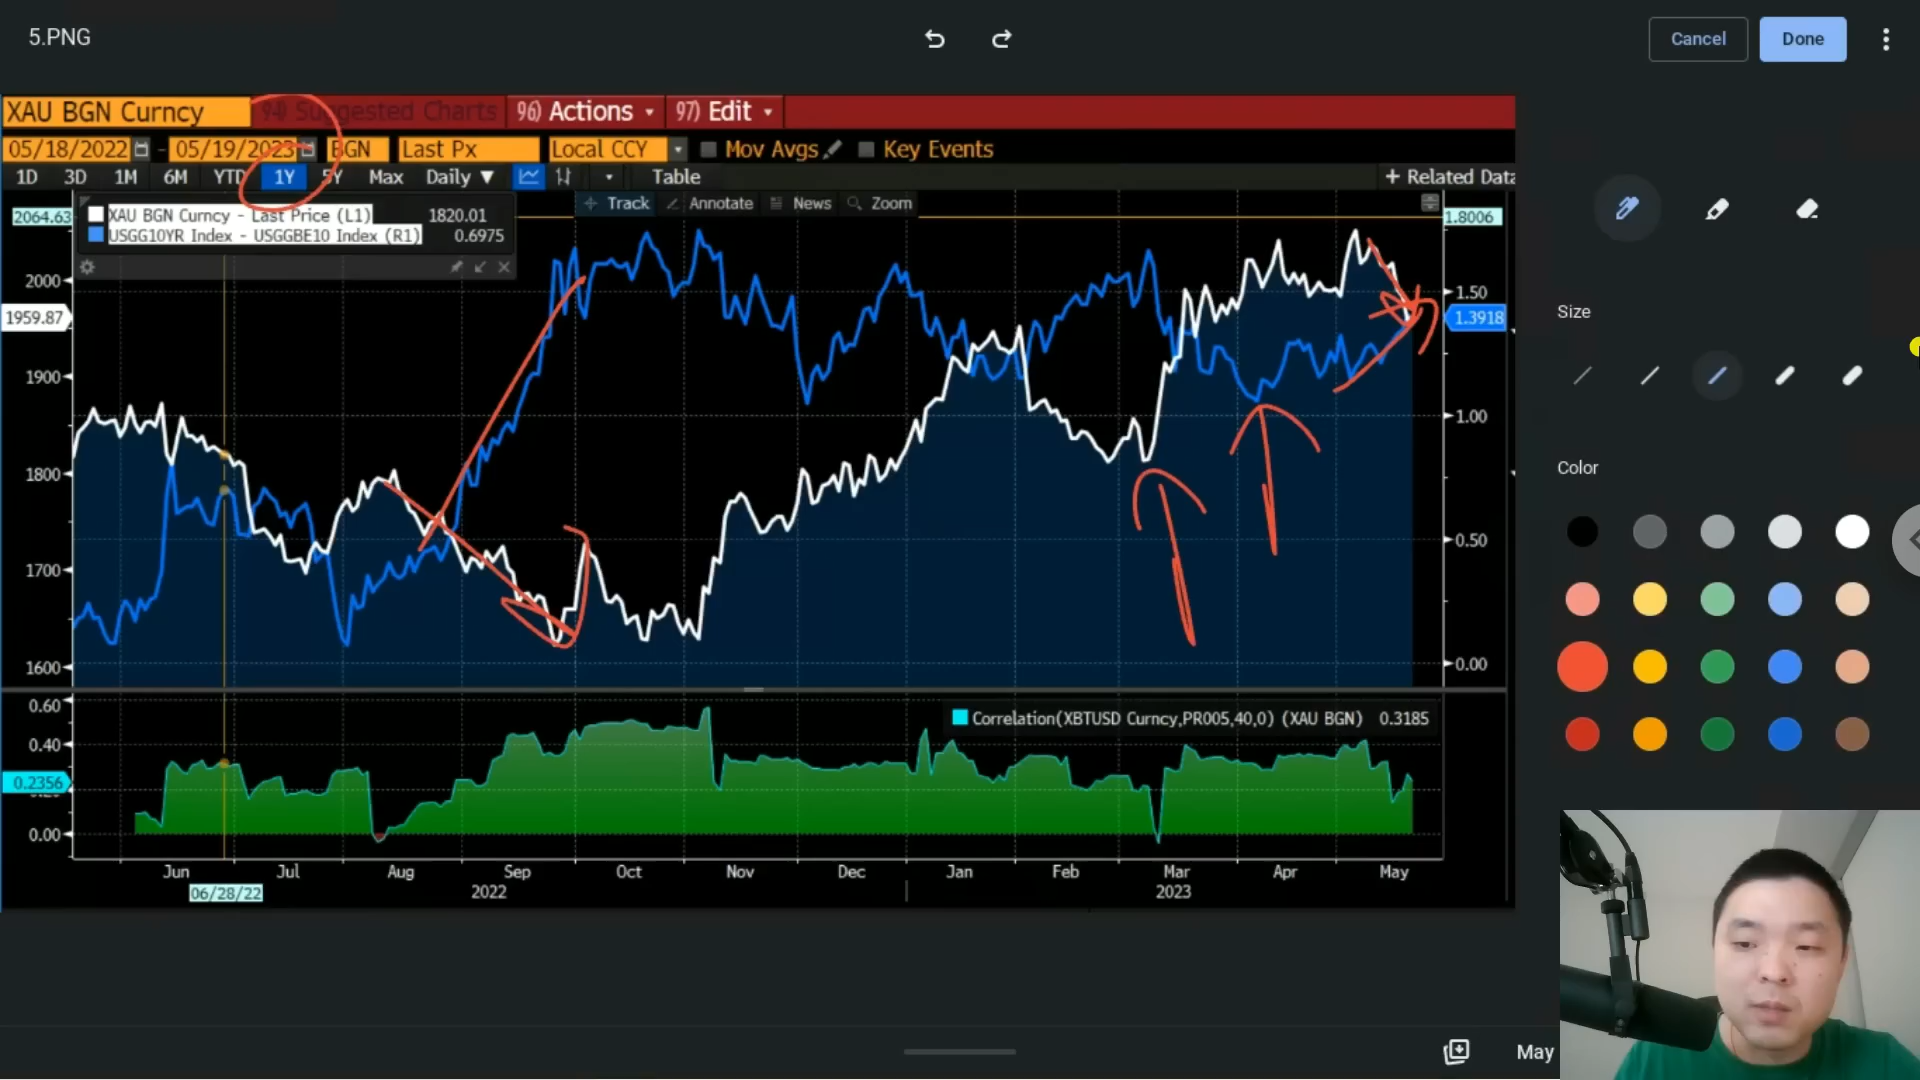 5.PNG
Cancel
Done
XAU BGN Curncy
94) Suggested Charts
96) Actions
97) Edit
05/18/2022
-
05/19/2023
BGN
Last Px
Local CCY
Mov Avgs
Key Events
1D 3D 1M 6M YTD 1Y 5Y Max Daily ▼
Table
+ Related Data
Track
Annotate
News
Zoom
XAU BGN Curncy - Last Price (L1) 1820.01
USGG10YR Index - USGGBE10 Index (R1) 0.6975
2064.63
2000
1959.87
1900
1800
1700
1600
1.8006
1.50
1.3918
1.00
0.50
0.00
Correlation(XBTUSD Curncy,PR005,40,0) (XAU BGN) 0.3185
0.60
0.40
0.2356
0.00
Jun Jul Aug Sep Oct Nov Dec Jan Feb Mar Apr May
06/28/22
2022
2023
Size
Color
May